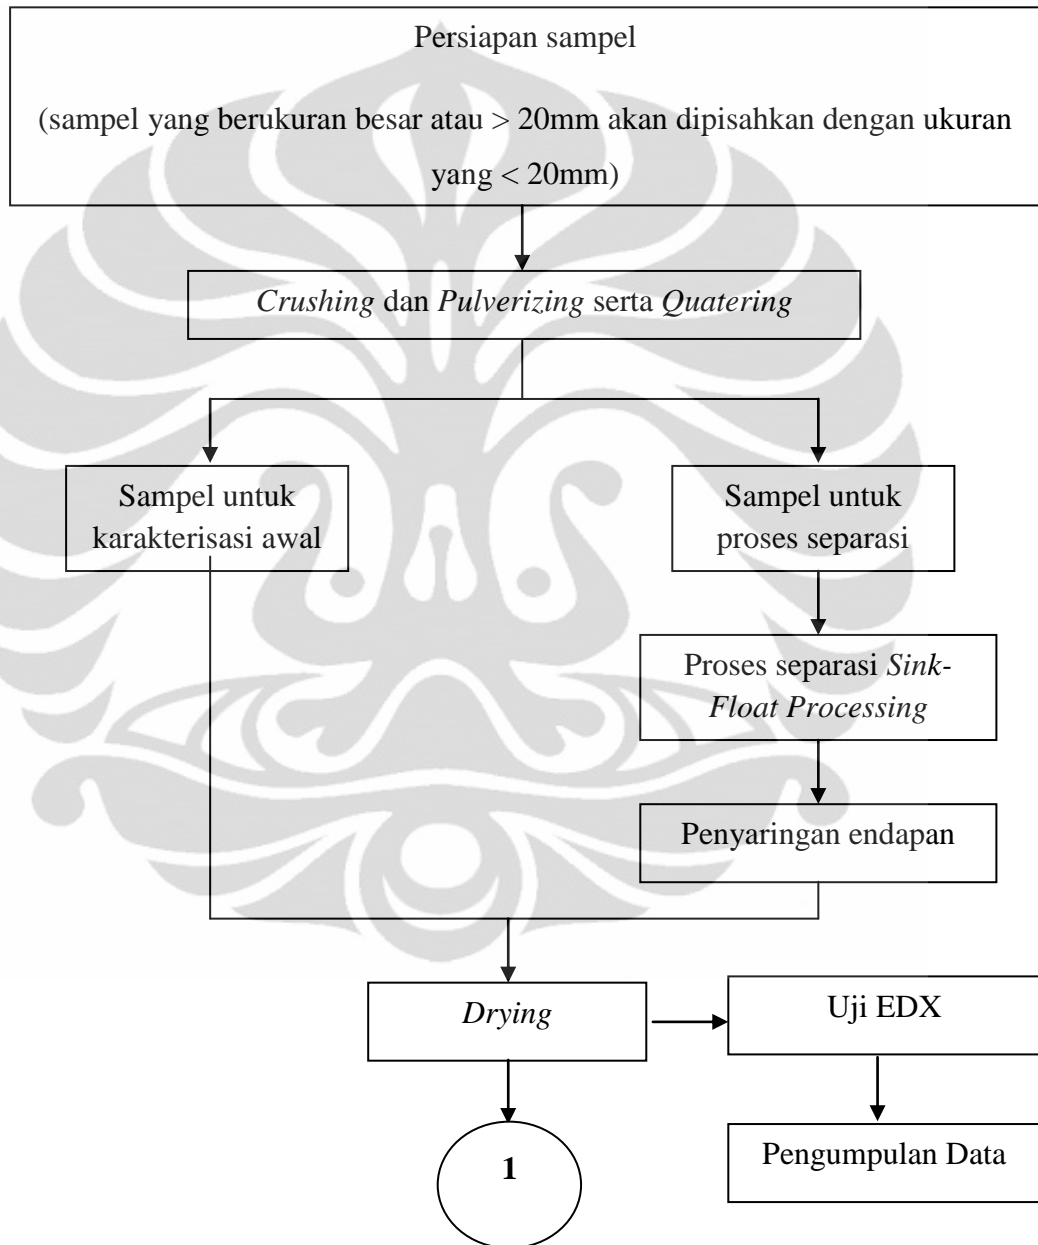 Persiapan sampel
(sampel yang berukuran besar atau > 20mm akan dipisahkan dengan ukuran
yang < 20mm)
Crushing dan Pulverizing serta Quatering
Sampel untuk
karakterisasi awal
Sampel untuk
proses separasi
Proses separasi Sink-
Float Processing
Penyaringan endapan
Drying
Uji EDX
1
Pengumpulan Data